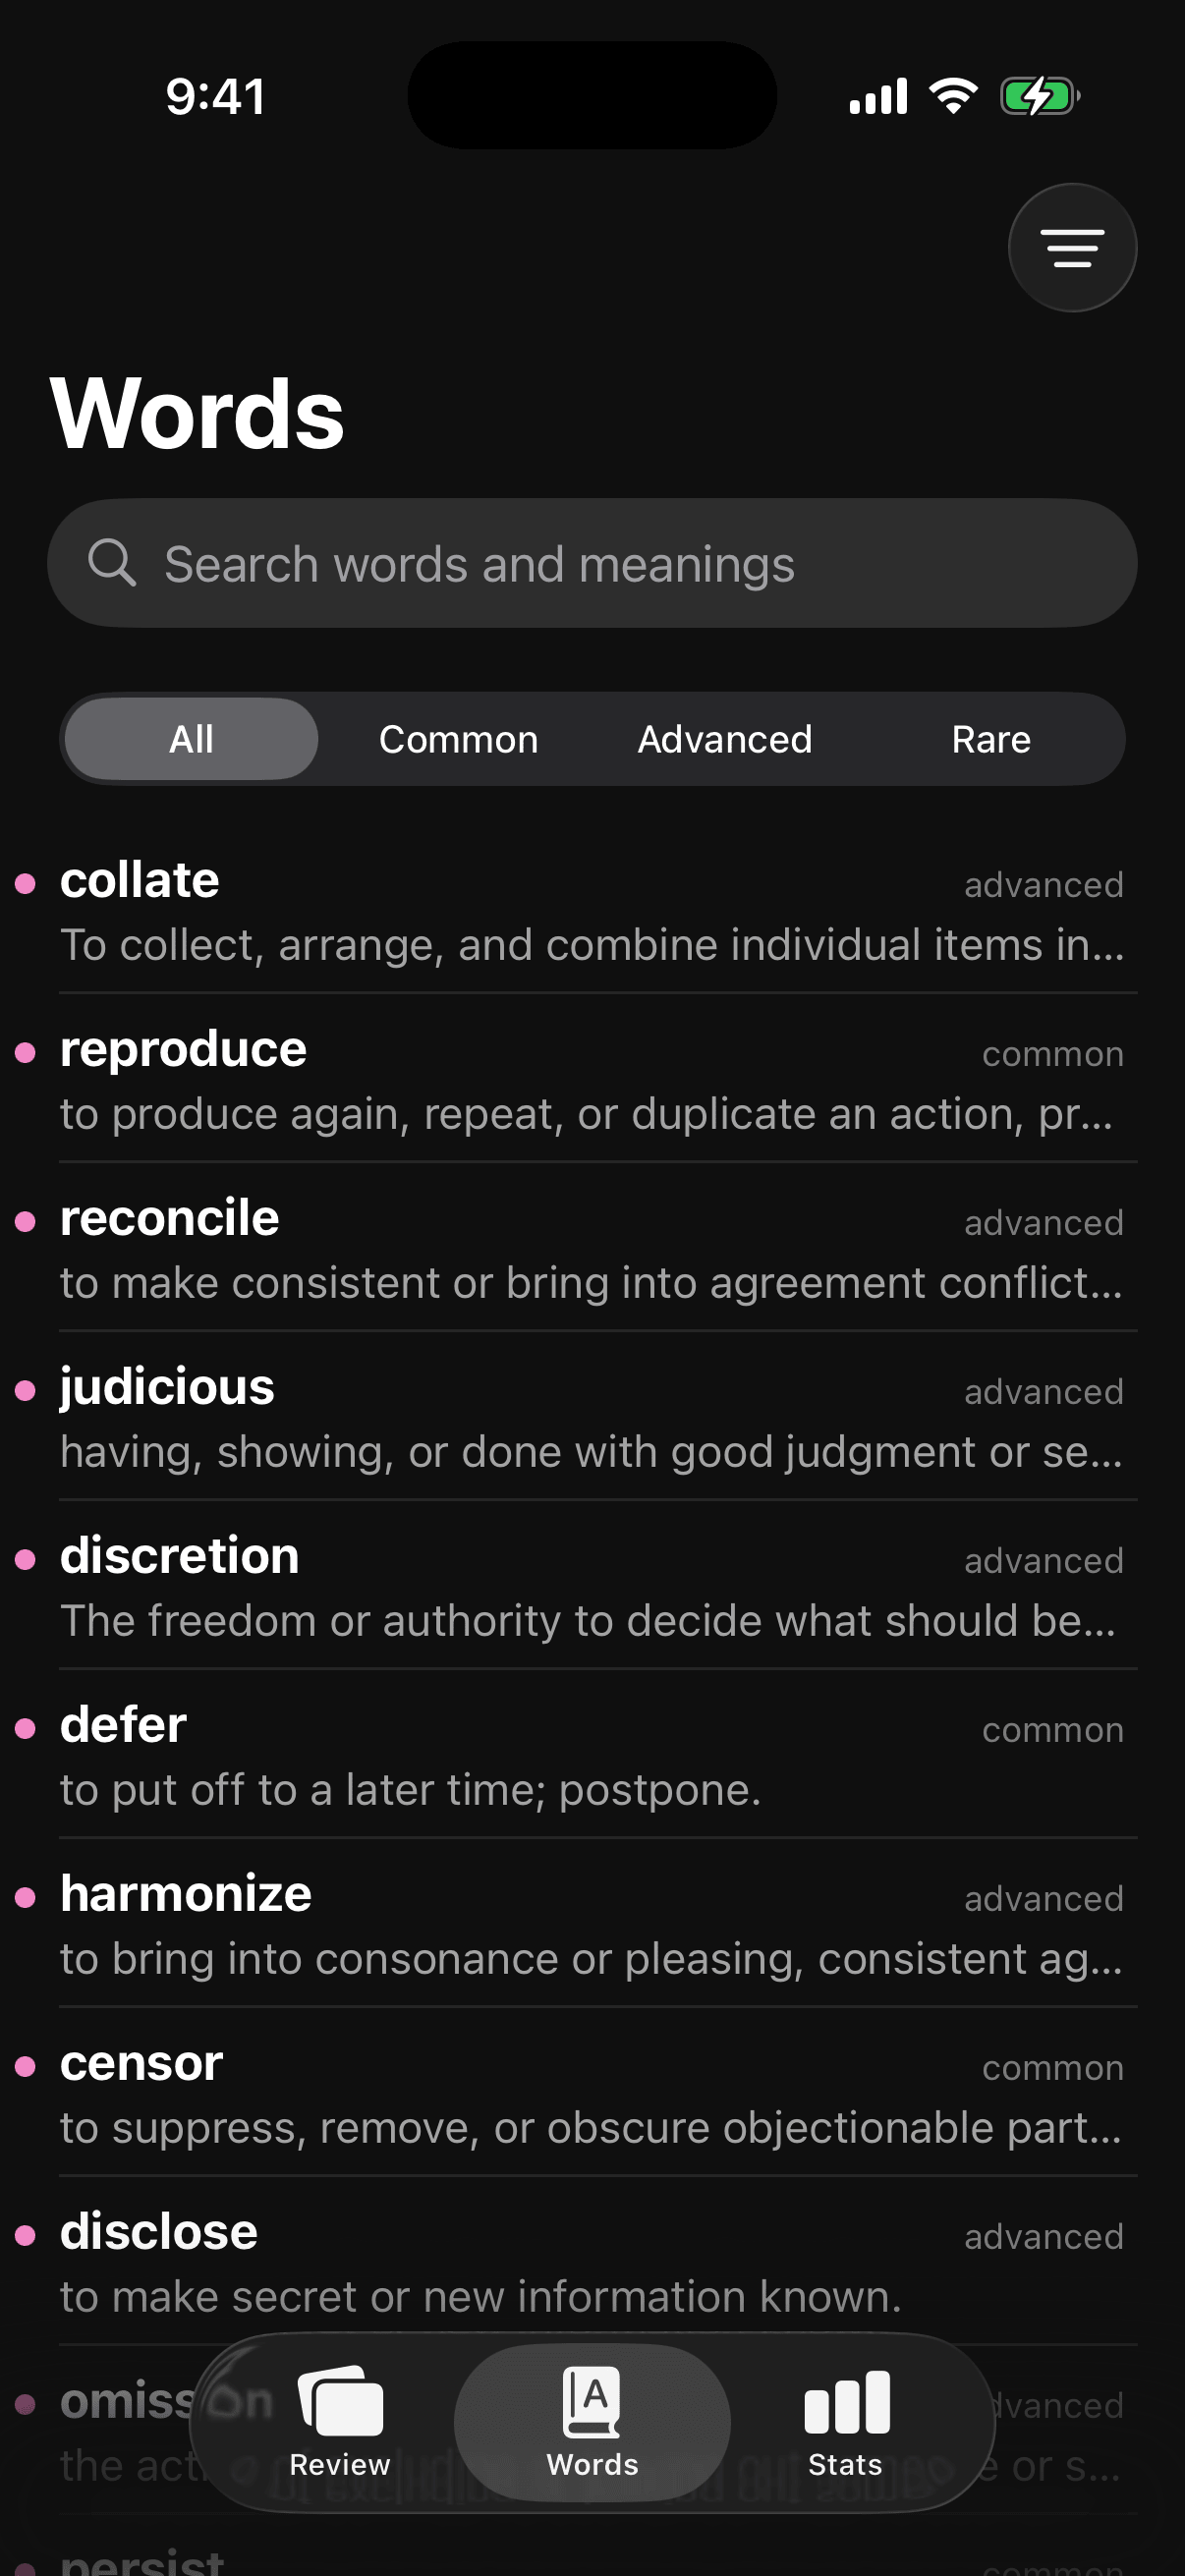 9:41
Words
Search words and meanings
All Common Advanced Rare
collate advanced
To collect, arrange, and combine individual items in...
reproduce common
to produce again, repeat, or duplicate an action, pr...
reconcile advanced
to make consistent or bring into agreement conflict...
judicious advanced
having, showing, or done with good judgment or se...
discretion advanced
The freedom or authority to decide what should be...
defer common
to put off to a later time; postpone.
harmonize advanced
to bring into consonance or pleasing, consistent ag...
censor common
to suppress, remove, or obscure objectionable part...
disclose advanced
to make secret or new information known.
the or s...
Review Words Stats
persist common